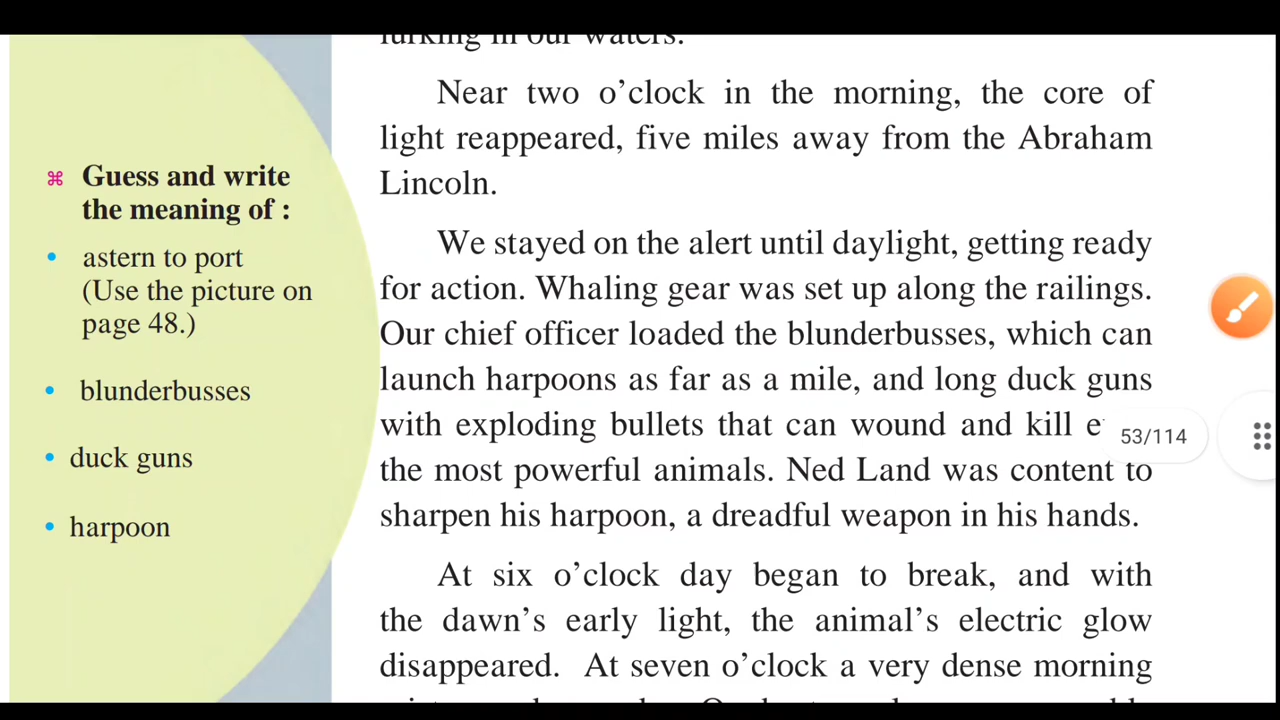 lurking in our waters.
Near two o’clock in the morning, the core of
light reappeared, five miles away from the Abraham
Lincoln.
We stayed on the alert until daylight, getting ready
for action. Whaling gear was set up along the railings.
Our chief officer loaded the blunderbusses, which can
launch harpoons as far as a mile, and long duck guns
with exploding bullets that can wound and kill
the most powerful animals. Ned Land was content to
sharpen his harpoon, a dreadful weapon in his hands.
At six o’clock day began to break, and with
the dawn’s early light, the animal’s electric glow
disappeared. At seven o’clock a very dense morning
⌘ Guess and write
the meaning of :
• astern to port
(Use the picture on
page 48.)
• blunderbusses
• duck guns
• harpoon
53/114